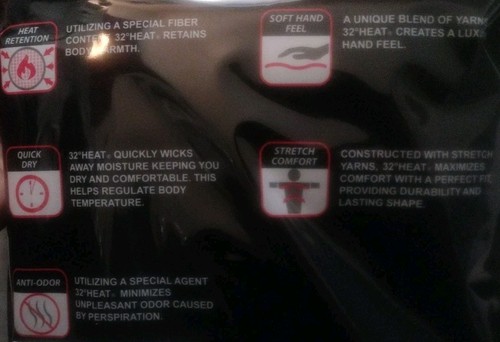 HEAT
RETENTION
UTILIZING A SPECIAL FIBER
32°HEAT® RETAINS
SOFT HAND
FEEL
A UNIQUE BLEND OF YARN
32°HEAT® CREATES A
HAND FEEL.
QUICK
DRY
32°HEAT® QUICKLY WICKS
AWAY MOISTURE KEEPING YOU
DRY AND COMFORTABLE. THIS
HELPS REGULATE BODY
TEMPERATURE.
STRETCH
COMFORT
CONSTRUCTED WITH STRETCH
YARNS, 32°HEAT® MAXIMIZES
COMFORT WITH A PERFECT FIT
PROVIDING DURABILITY AND
LASTING SHAPE.
ANTI-ODOR
UTILIZING A SPECIAL AGENT
32°HEAT® MINIMIZES
UNPLEASANT ODOR CAUSED
BY PERSPIRATION.